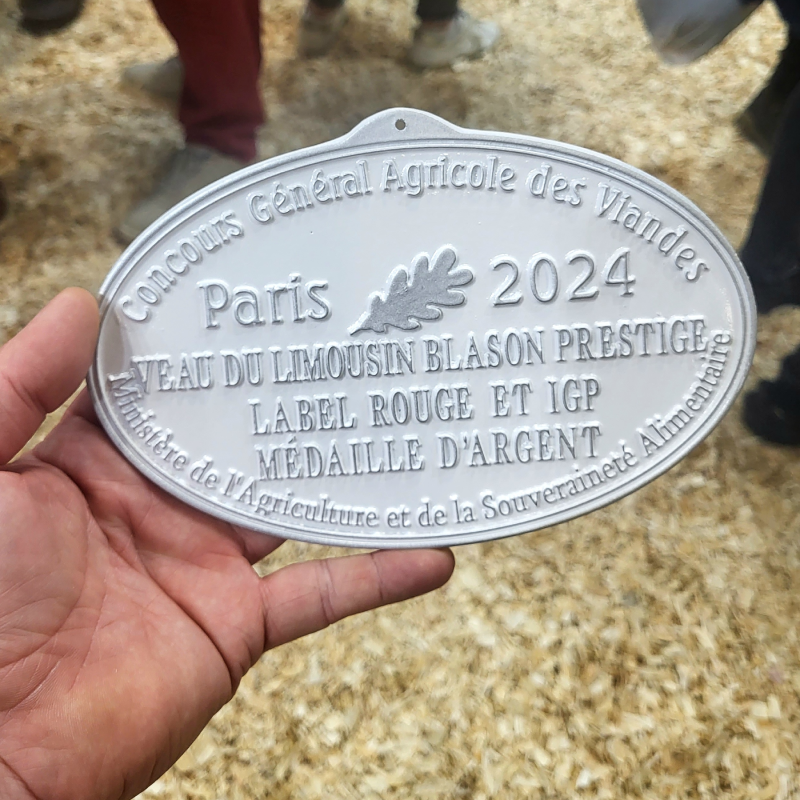 Concours Général Agricole des Viandes
Paris 2024
VEAU DU LIMOUSIN BLASON PRESTIGE
LABEL ROUGE ET IGP
MÉDAILLE D'ARGENT
Ministère de l'Agriculture et de la Souveraineté Alimentaire